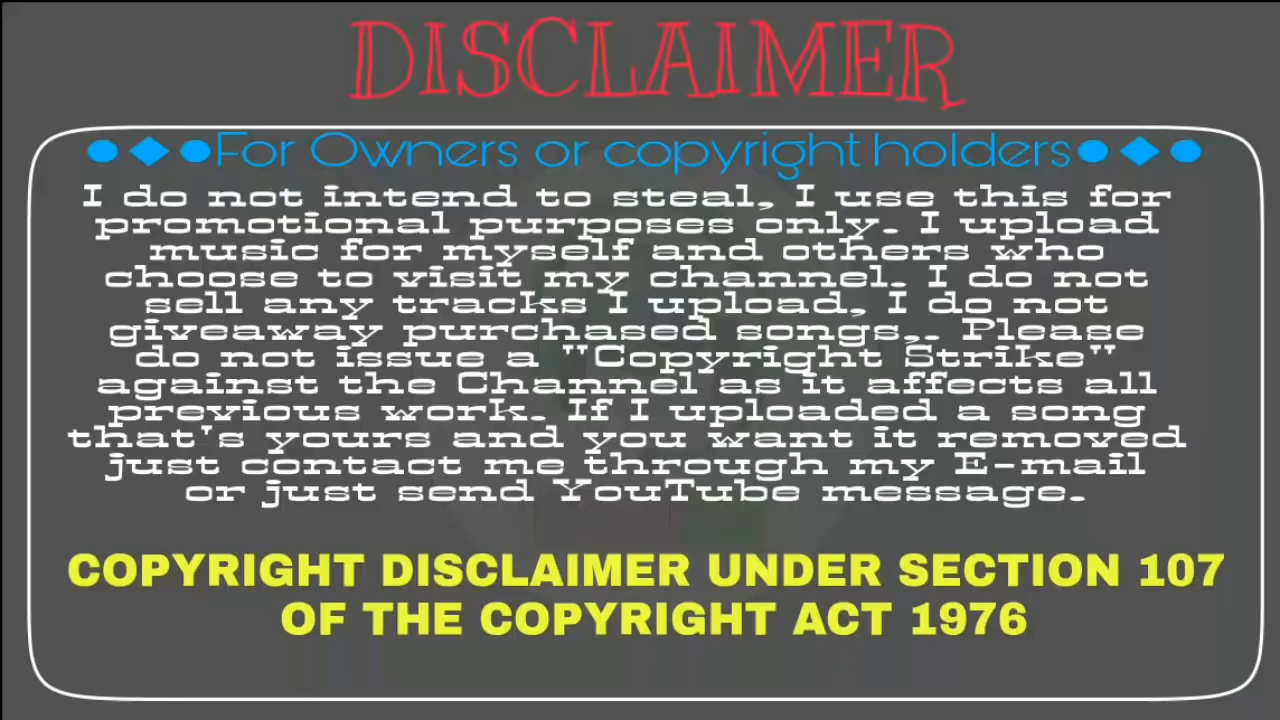 DISCLAIMER
●◆●For Owners or copyright holders●◆●
I do not intend to steal, I use this for
promotional purposes only. I upload
music for myself and others who
choose to visit my channel. I do not
sell any tracks I upload, I do not
giveaway purchased songs,. Please
do not issue a "Copyright Strike"
against the Channel as it affects all
previous work. If I uploaded a song
that's yours and you want it removed
just contact me through my E-mail
or just send YouTube message.
COPYRIGHT DISCLAIMER UNDER SECTION 107
OF THE COPYRIGHT ACT 1976